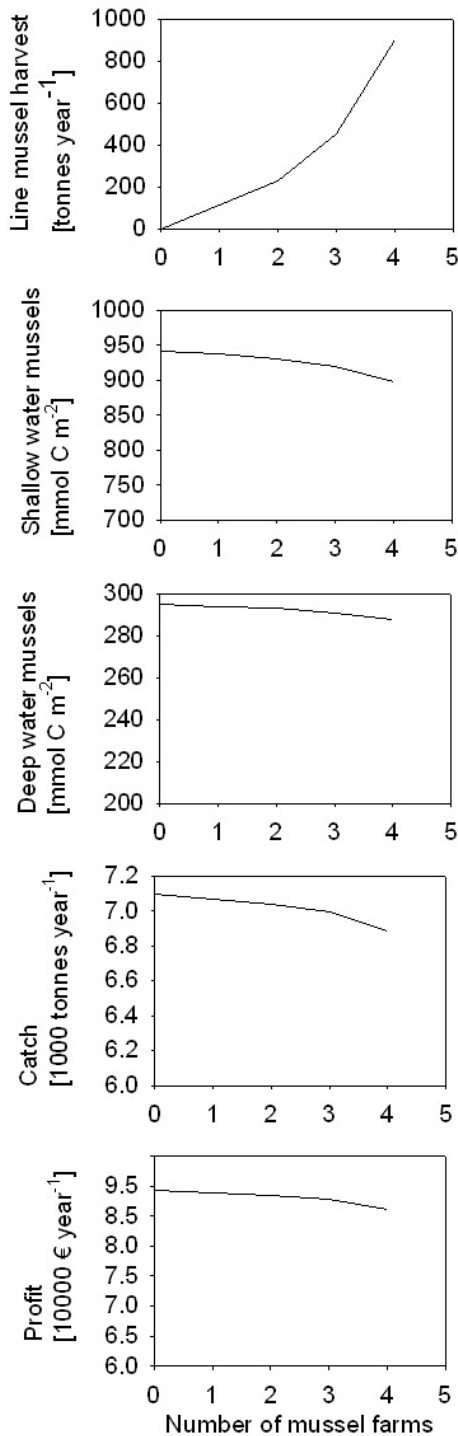 Line mussel harvest
[tonnes year-1]
1000
800
600
400
200
0
0 1 2 3 4 5
Shallow water mussels
[mmol C m-2]
1000
950
900
850
800
750
700
0 1 2 3 4 5
Deep water mussels
[mmol C m-2]
300
280
260
240
220
200
0 1 2 3 4 5
Catch
[1000 tonnes year-1]
7.2
7.0
6.8
6.6
6.4
6.2
6.0
0 1 2 3 4 5
Profit
[10000 € year-1]
9.5
8.5
8.0
7.5
7.0
6.5
6.0
0 1 2 3 4 5
Number of mussel farms